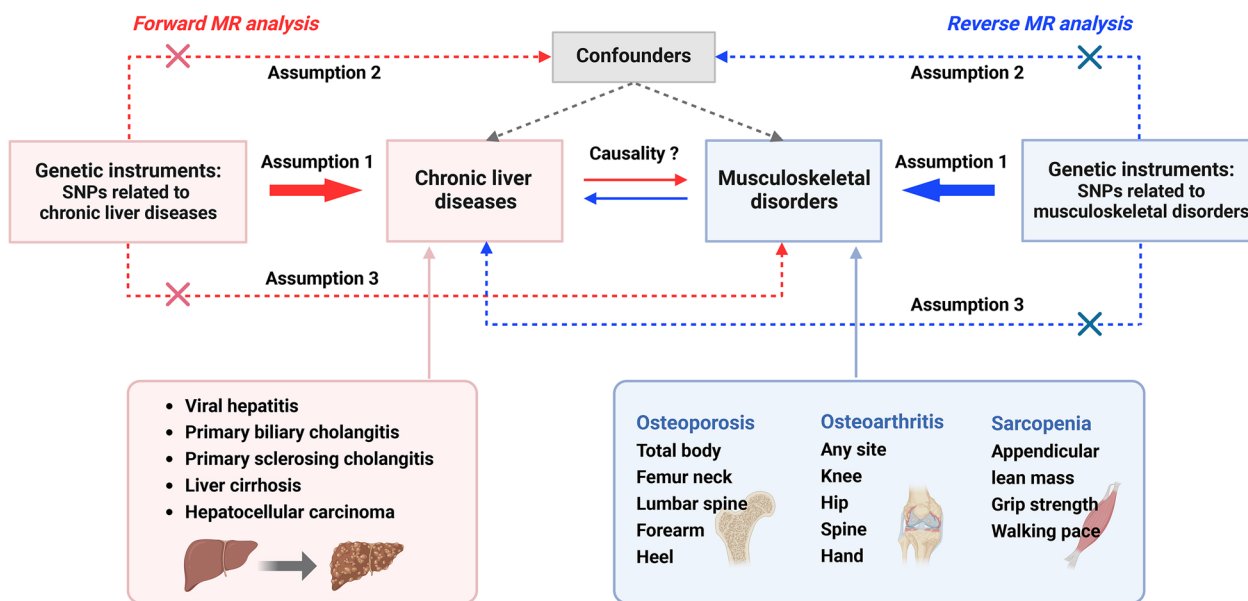 Forward MR analysis
Reverse MR analysis
Confounders
Assumption 2
Assumption 2
Genetic instruments:
SNPs related to
chronic liver diseases
Assumption 1
Chronic liver
diseases
Causality ?
Musculoskeletal
disorders
Assumption 1
Genetic instruments:
SNPs related to
musculoskeletal disorders
Assumption 3
Assumption 3
• Viral hepatitis
• Primary biliary cholangitis
• Primary sclerosing cholangitis
• Liver cirrhosis
• Hepatocellular carcinoma
Osteoporosis
Total body
Femur neck
Lumbar spine
Forearm
Heel
Osteoarthritis
Any site
Knee
Hip
Spine
Hand
Sarcopenia
Appendicular
lean mass
Grip strength
Walking pace